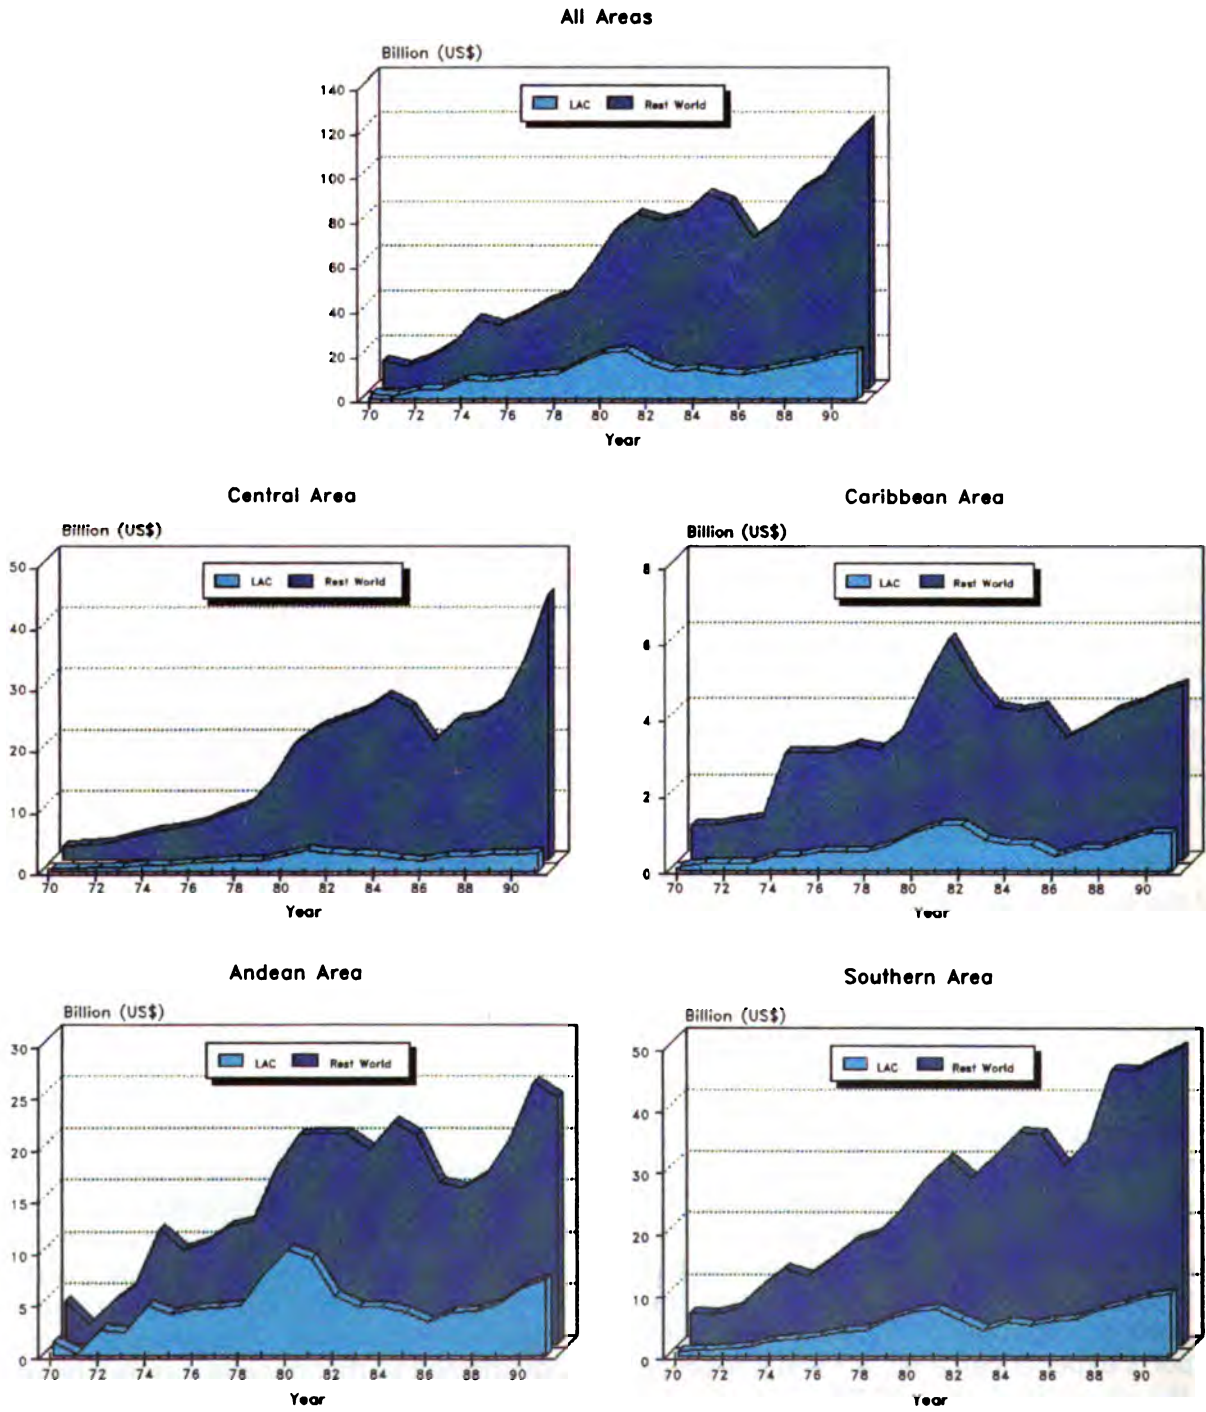 All Areas
Billion (US$)
LAC Rest World
140
120
100
80
60
40
20
0
70 72 74 76 78 80 82 84 86 88 90
Year
Central Area
Billion (US$)
LAC Rest World
50
40
30
20
10
0
70 72 74 76 78 80 82 84 86 88 90
Year
Caribbean Area
Billion (US$)
LAC Rest World
8
6
4
2
0
70 72 74 76 78 80 82 84 86 88 90
Year
Andean Area
Billion (US$)
LAC Rest World
30
25
20
15
10
5
0
70 72 74 76 78 80 82 84 86 88 90
Year
Southern Area
Billion (US$)
LAC Rest World
50
40
30
20
10
0
70 72 74 76 78 80 82 84 86 88 90
Year